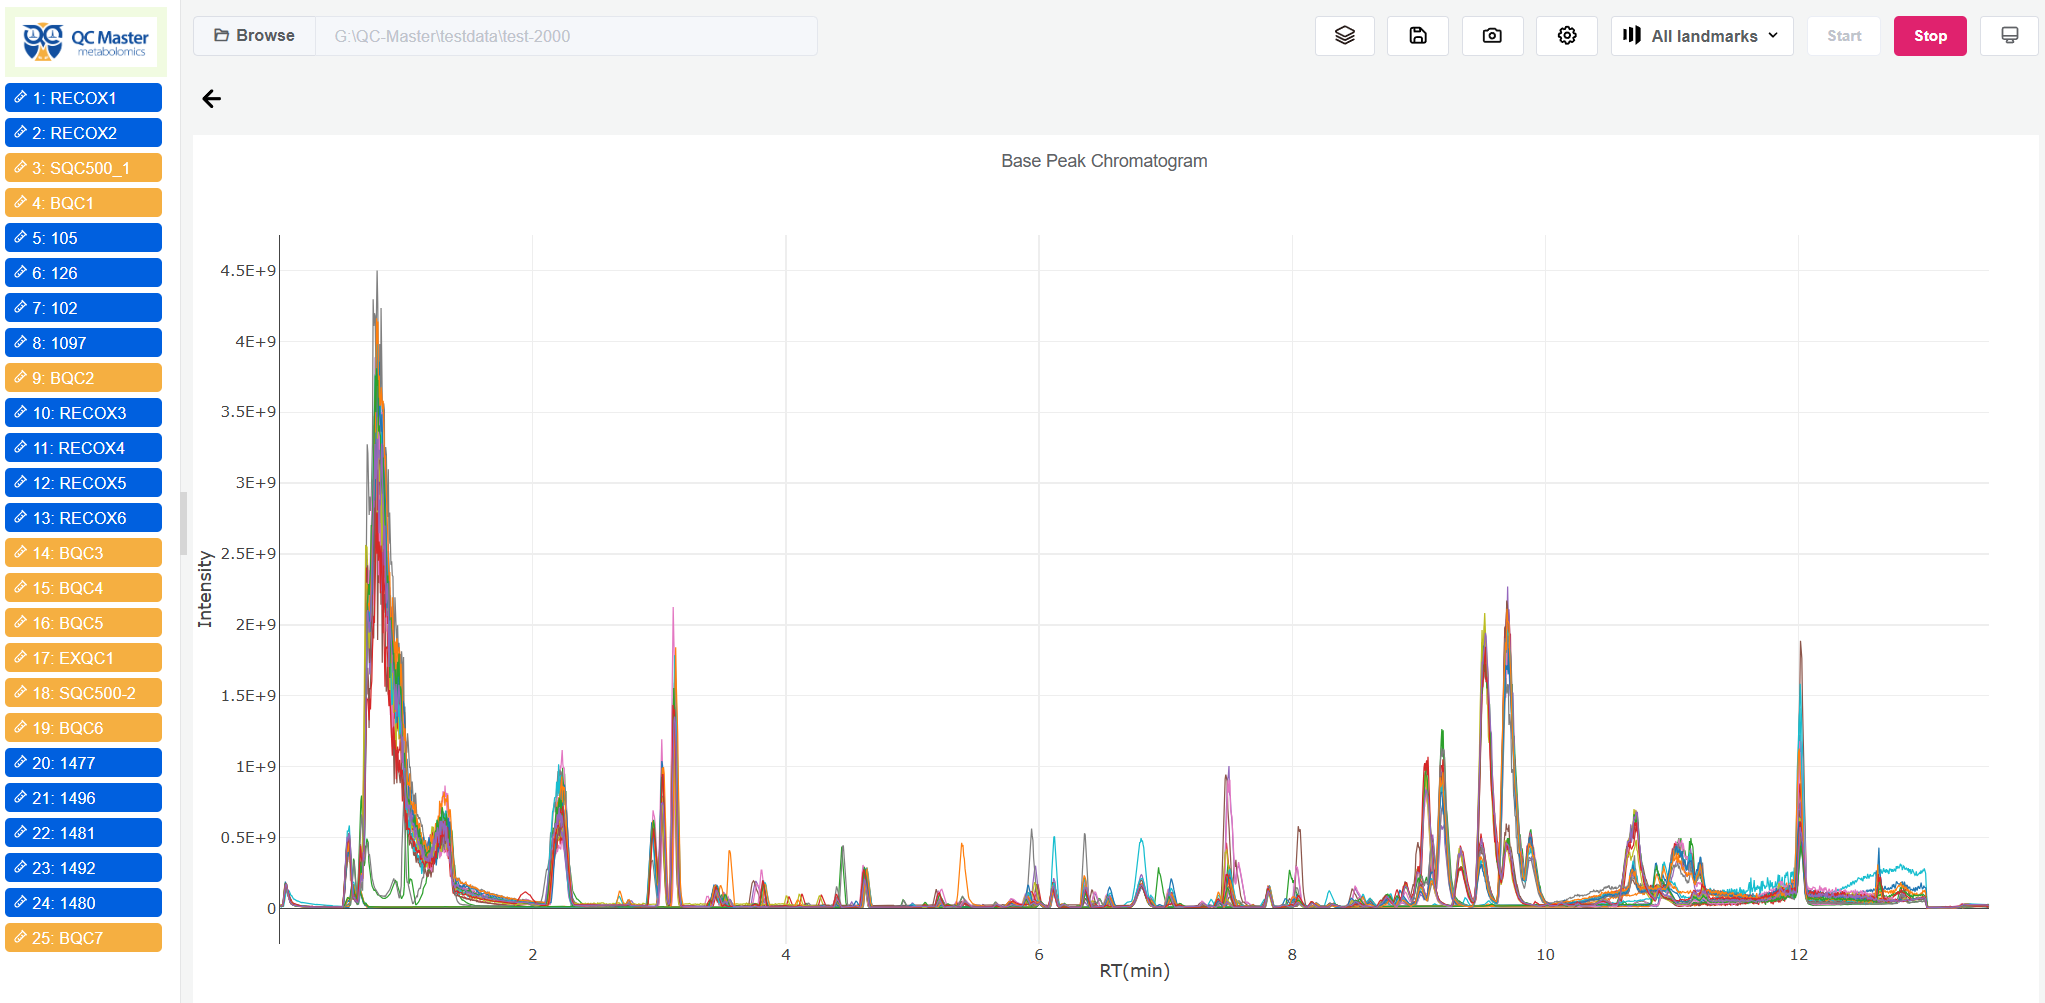 QC Master
metabolomics
Browse
G:\QC-Master\testdata\test-2000
All landmarks
Start
Stop
1: RECOX1
2: RECOX2
3: SQC500_1
4: BQC1
5: 105
6: 126
7: 102
8: 1097
9: BQC2
10: RECOX3
11: RECOX4
12: RECOX5
13: RECOX6
14: BQC3
15: BQC4
16: BQC5
17: EXQC1
18: SQC500-2
19: BQC6
20: 1477
21: 1496
22: 1481
23: 1492
24: 1480
25: BQC7
Base Peak Chromatogram
4.5E+9
4E+9
3.5E+9
3E+9
2.5E+9
2E+9
1.5E+9
1E+9
0.5E+9
0
Intensity
2
4
6
8
10
12
RT(min)